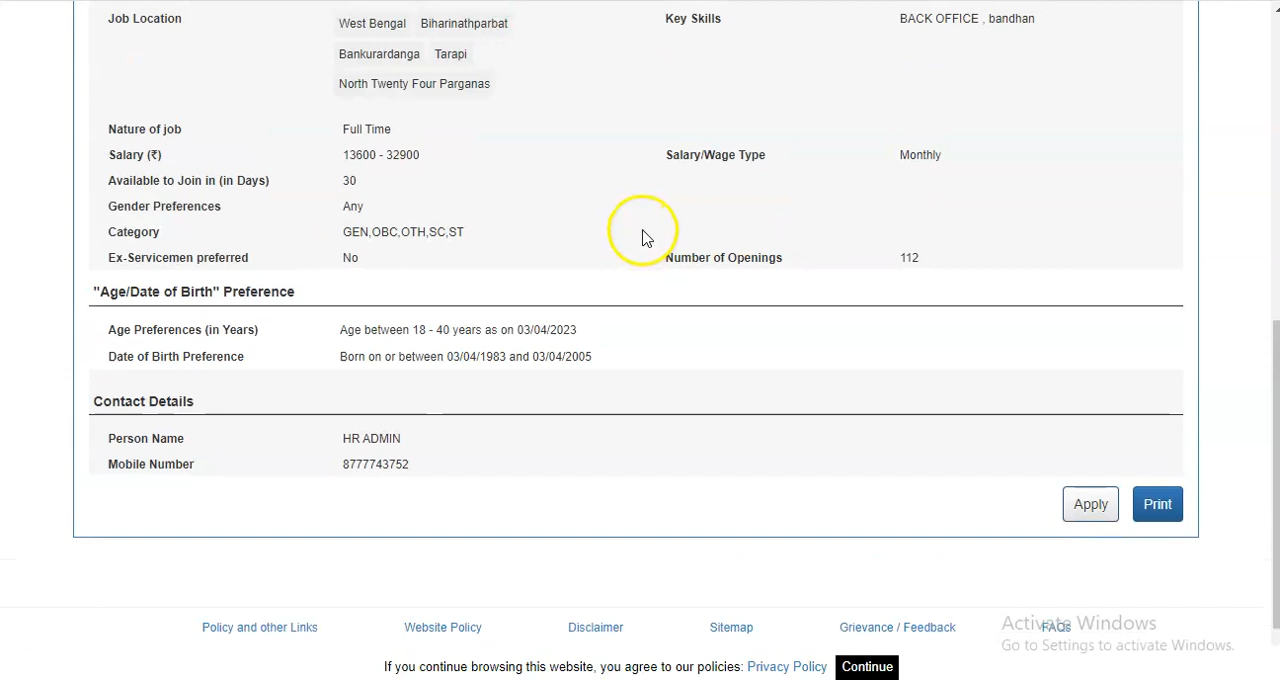 Job Location West Bengal Biharinathparbat Key Skills BACK OFFICE , bandhan
Bankurardanga Tarapi
North Twenty Four Parganas
Nature of job Full Time
Salary (₹) 13600 - 32900 Salary/Wage Type Monthly
Available to Join in (in Days) 30
Gender Preferences Any
Category GEN,OBC,OTH,SC,ST
Ex-Servicemen preferred No Number of Openings 112
"Age/Date of Birth" Preference
Age Preferences (in Years) Age between 18 - 40 years as on 03/04/2023
Date of Birth Preference Born on or between 03/04/1983 and 03/04/2005
Contact Details
Person Name HR ADMIN
Mobile Number 8777743752
Apply Print
Policy and other Links Website Policy Disclaimer Sitemap Grievance / Feedback FAQs
Activate Windows
Go to Settings to activate Windows.
If you continue browsing this website, you agree to our policies: Privacy Policy Continue